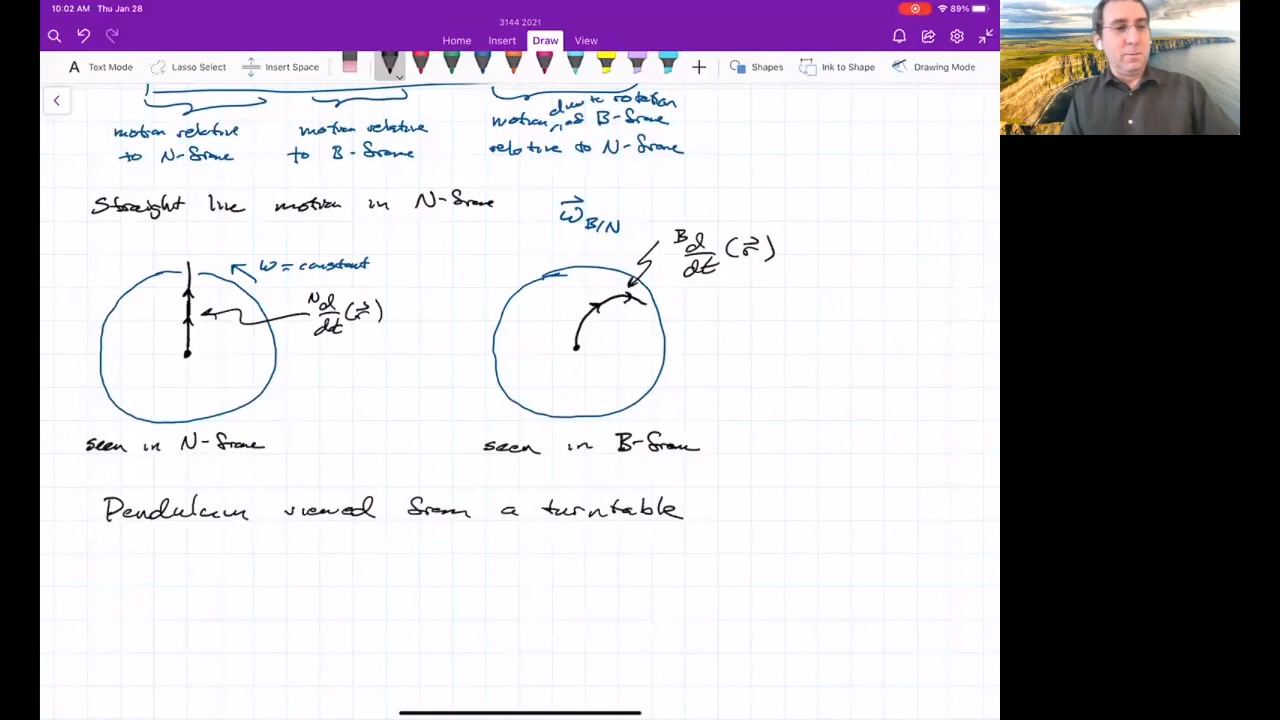 10:02 AM Thu Jan 28
89%
3144 2021
Home Insert Draw View
Text Mode Lasso Select Insert Space Shapes Ink to Shape Drawing Mode
motion relative to N-frame
motion relative to B-frame
motion due to rotation of B-frame relative to N-frame
Straight line motion in N-frame
ω⃗ B/N
ω = constant
ᴺd/dt (r⃗)
ᴮd/dt (r⃗)
seen in N-frame
seen in B-frame
Pendulum viewed from a turntable